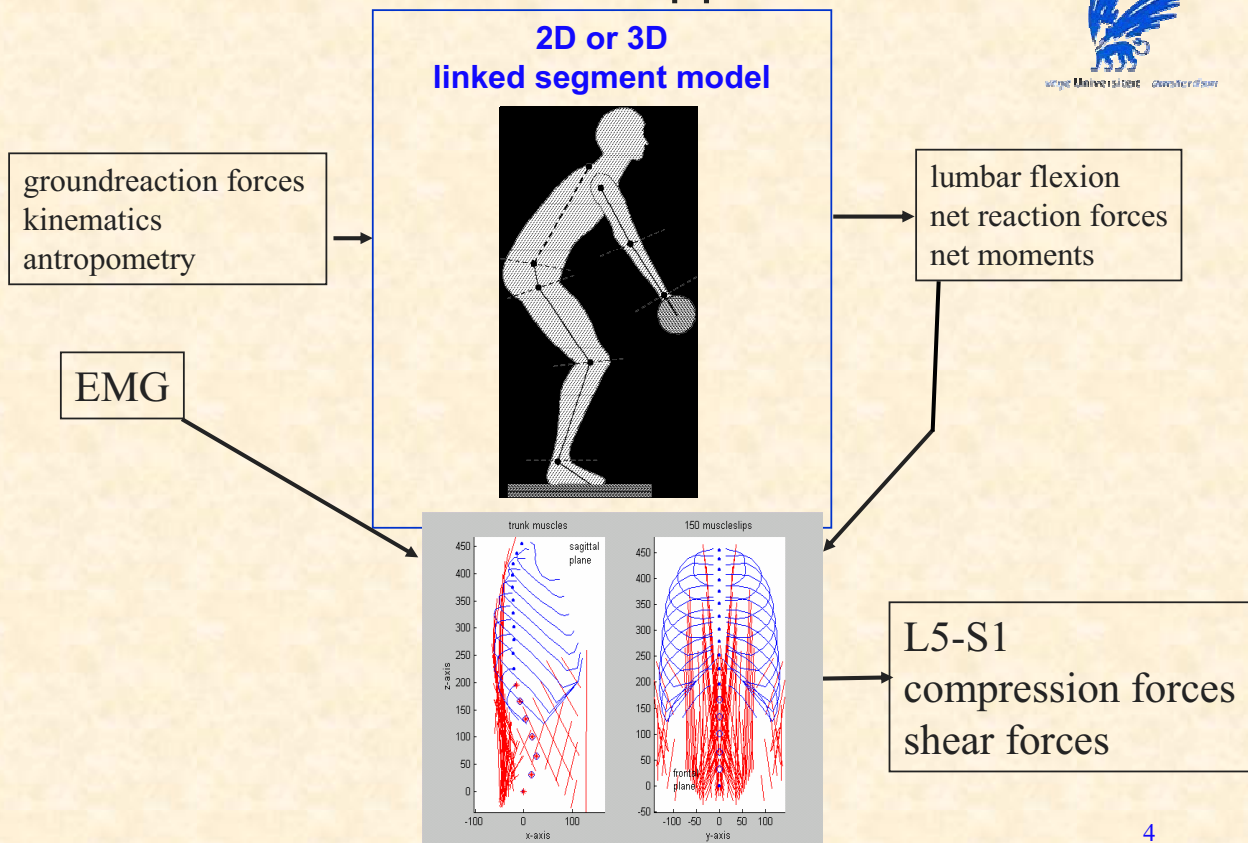 2D or 3D
linked segment model
Universiteit
groundreaction forces
kinematics
antropometry
lumbar flexion
net reaction forces
net moments
EMG
trunk muscles
150 muscleslips
sagittal
plane
450
400
350
300
250
200
150
100
50
0
z-axis
-100
0
100
x-axis
450
400
350
300
250
200
150
100
50
0
-50
plane
-100
-50
0
50
100
y-axis
L5-S1
compression forces
shear forces
4